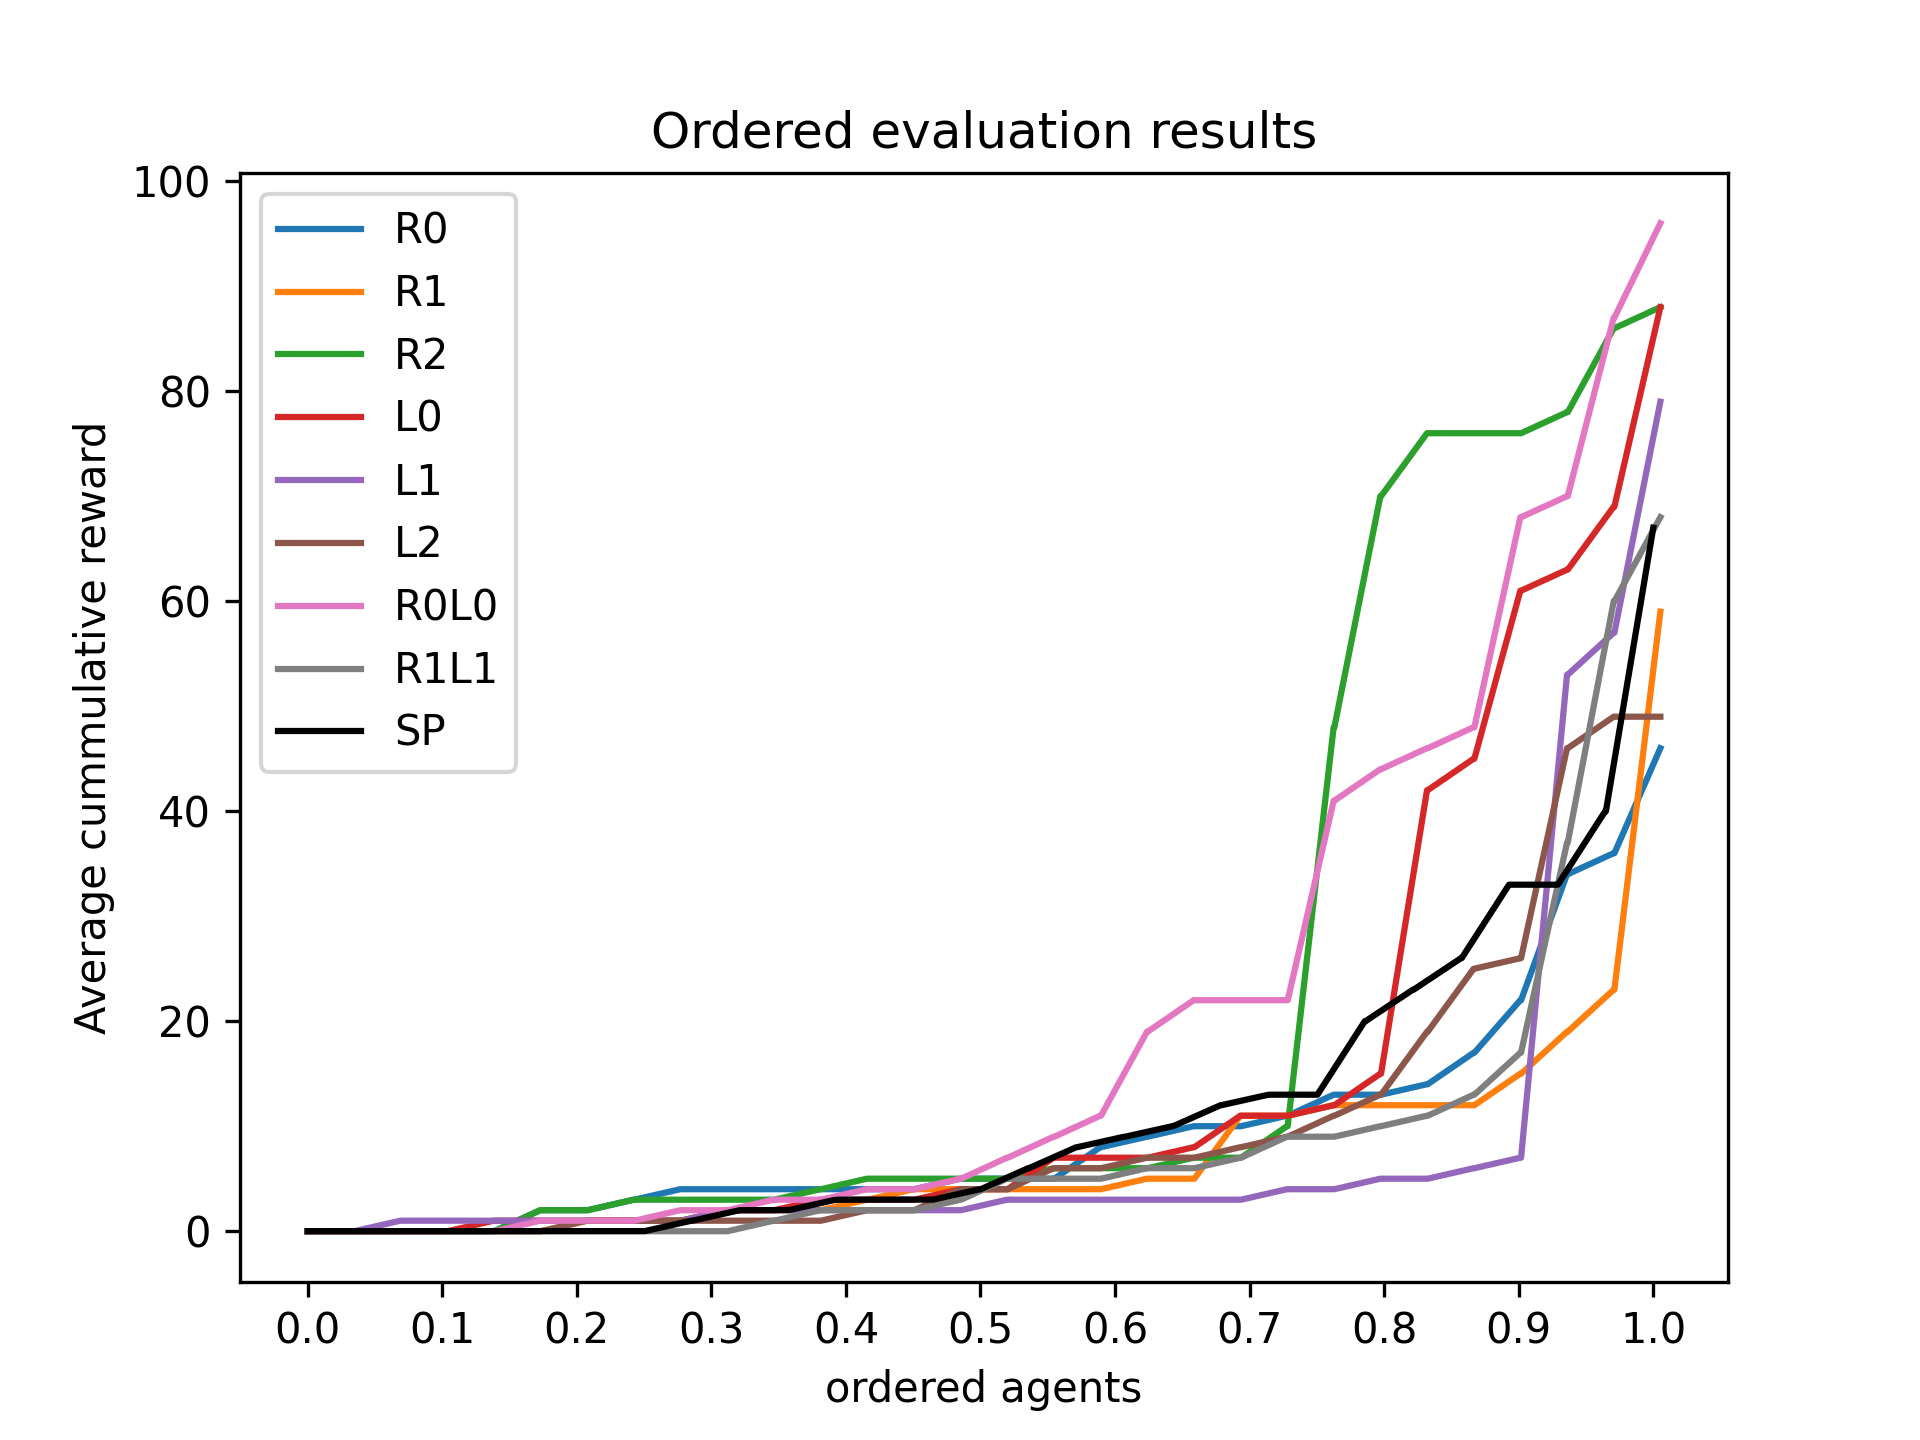 Ordered evaluation results
Average cummulative reward
100
80
60
40
20
0
R0
R1
R2
L0
L1
L2
R0L0
R1L1
SP
0.0 0.1 0.2 0.3 0.4 0.5 0.6 0.7 0.8 0.9 1.0
ordered agents